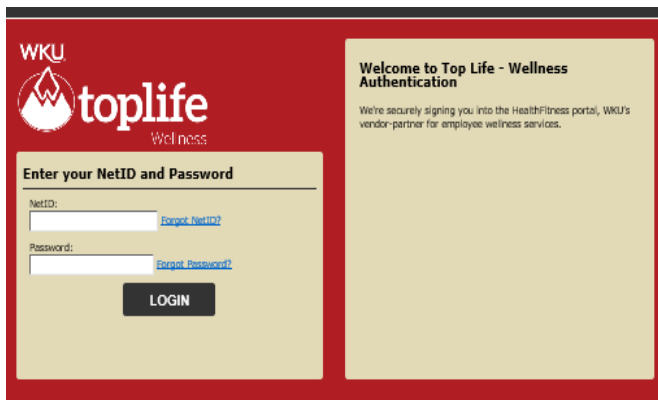 WKU
toplife
Wellness
Enter your NetID and Password
NetID:
Forgot NetID?
Password:
Forgot Password?
LOGIN
Welcome to Top Life - Wellness
Authentication
We're securely signing you into the HealthFitness portal, WKU's
vendor-partner for employee wellness services.